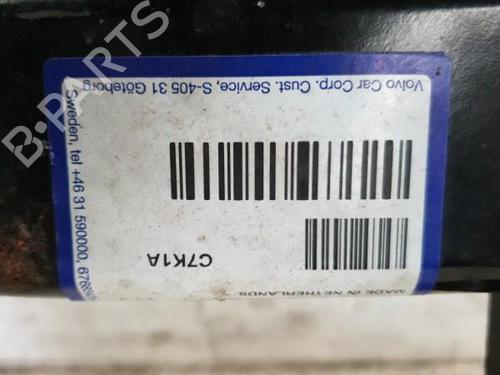 Volvo Car Corp. Cust. Service, S-405 31 Göteborg
Sweden, tel +46 31 590000,
C7K1A
MADE IN NETHERLANDS
B-PARTS